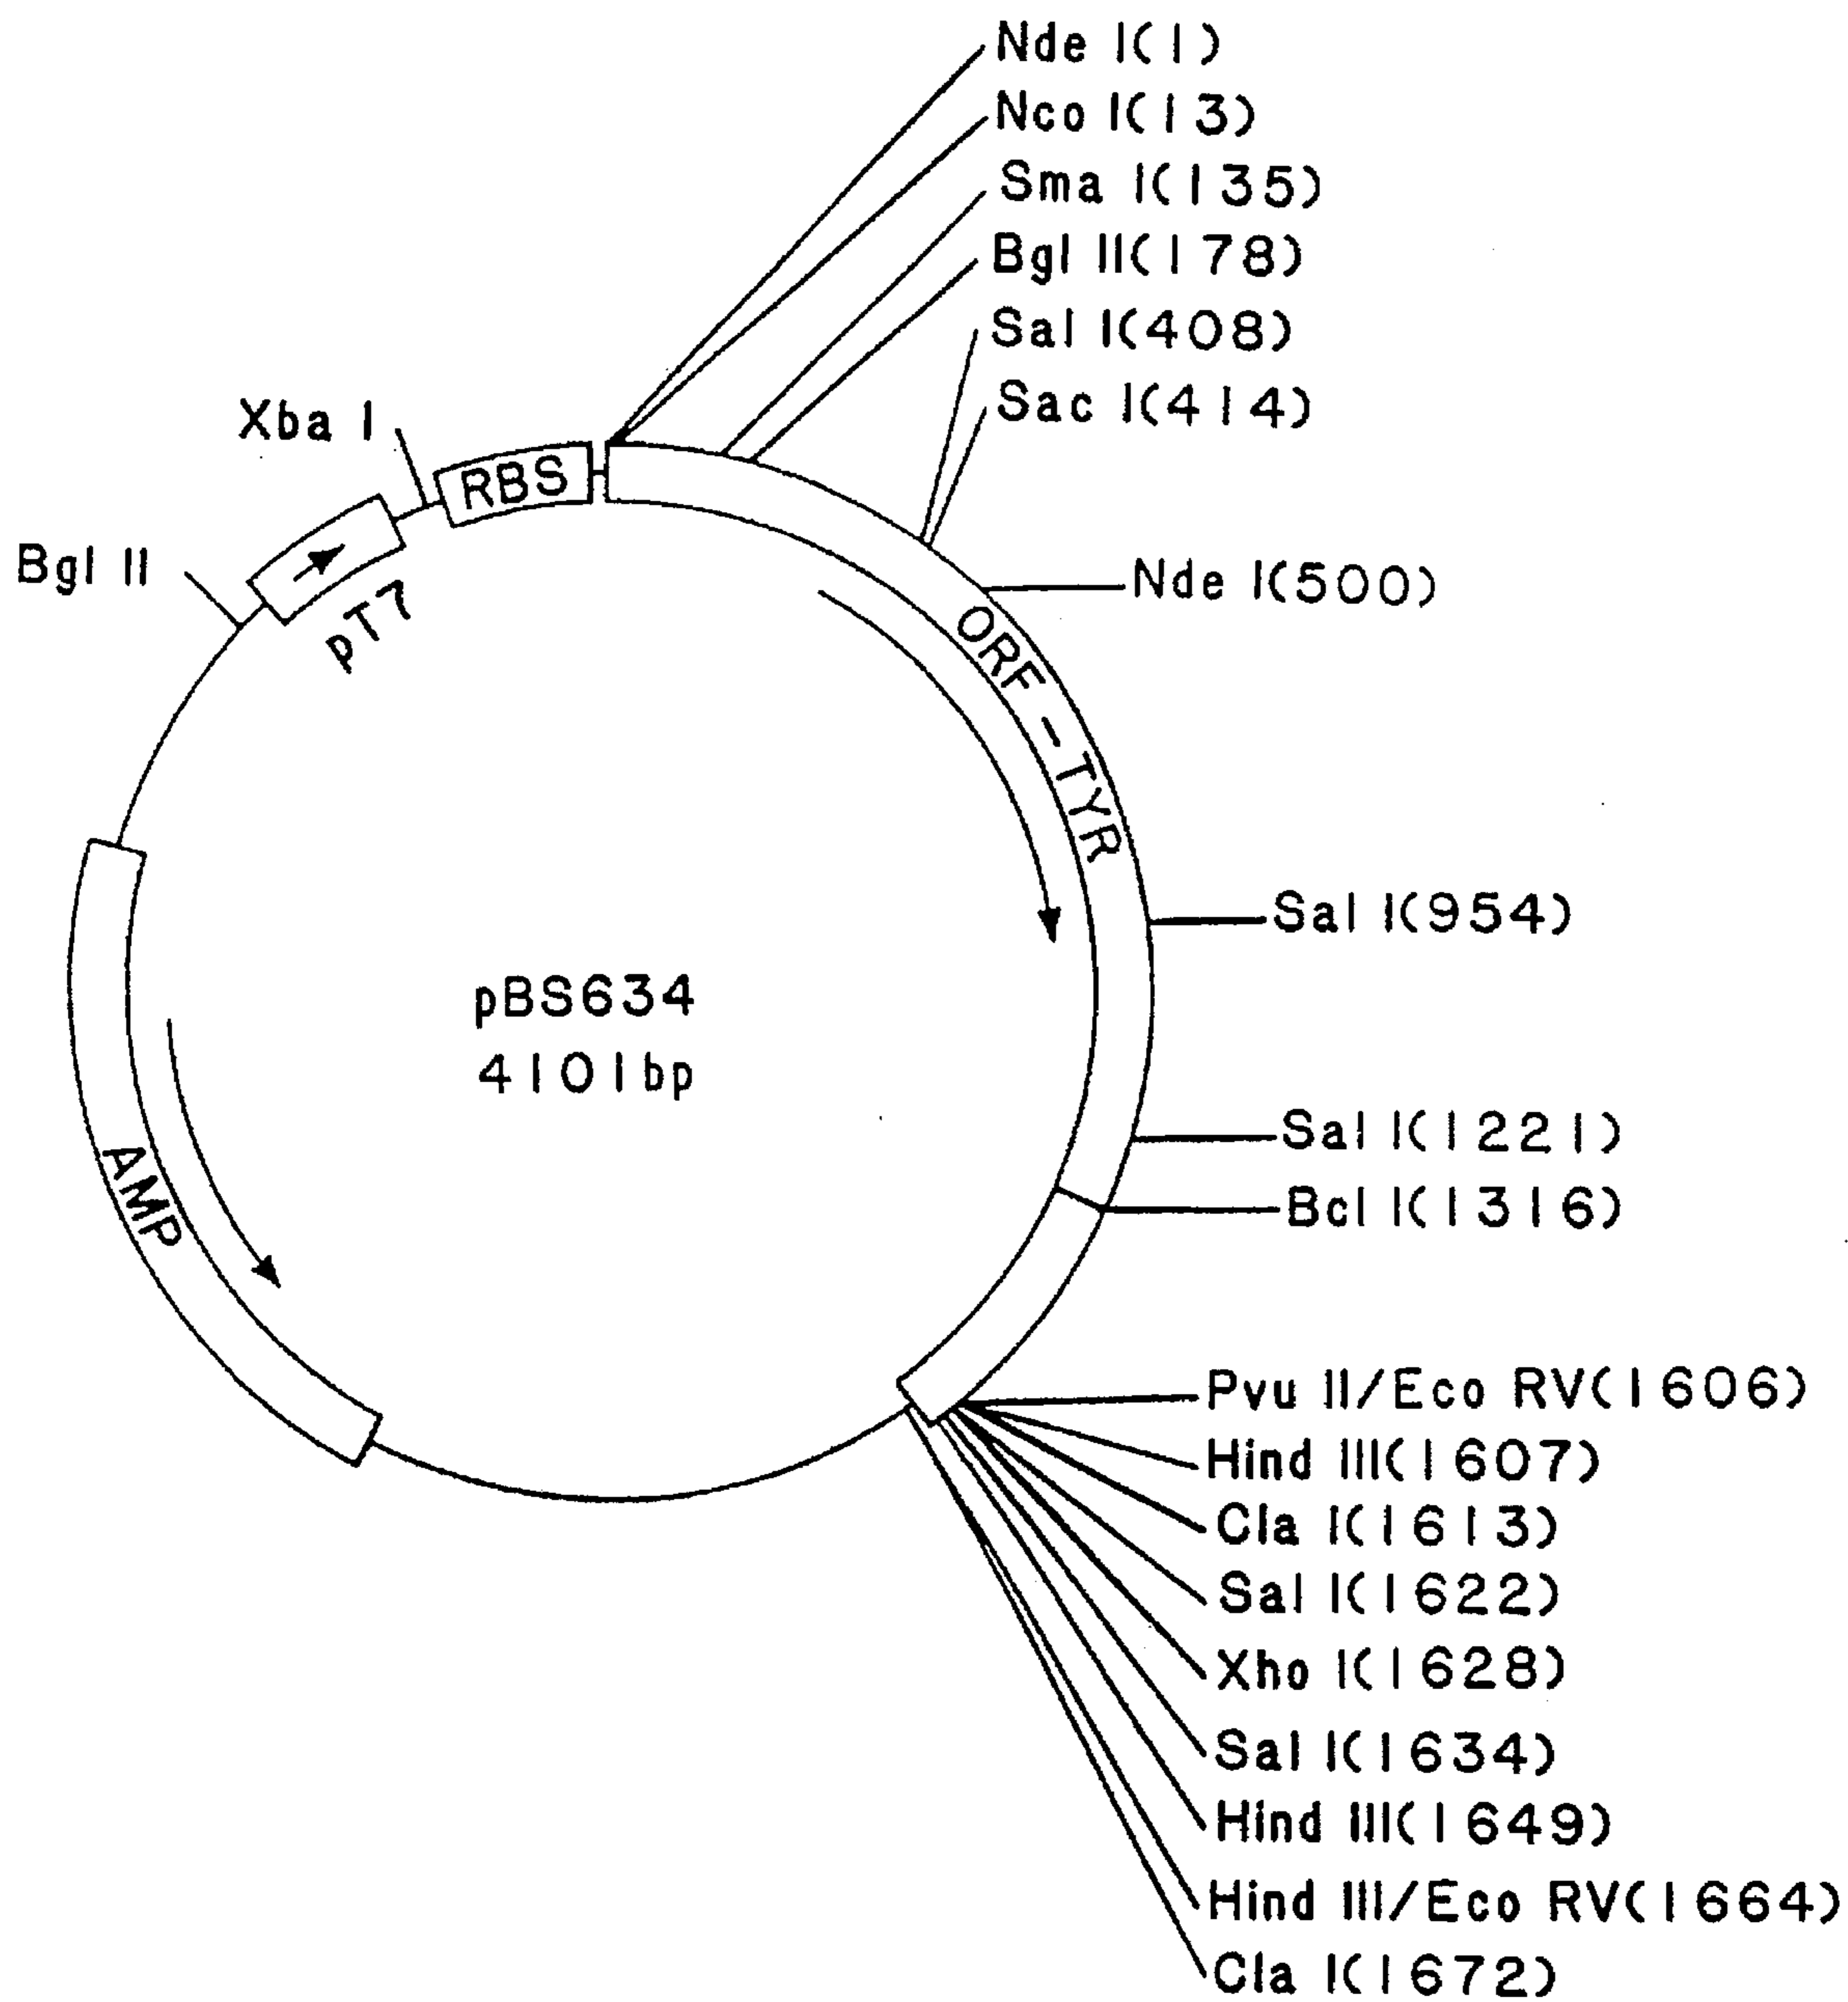 Nde I(1)
Nco I(13)
Sma I(135)
Bgl II(178)
Sal I(408)
Sac I(414)
Xba I
RBS
Bgl II
pT7
Nde I(500)
ORF-TYR
Sal I(954)
pBS634
4101bp
Sal I(1221)
AMP
Bcl I(1316)
Pvu II/Eco RV(1606)
Hind III(1607)
Cla I(1613)
Sal I(1622)
Xho I(1628)
Sal I(1634)
Hind III(1649)
Hind III/Eco RV(1664)
Cla I(1672)